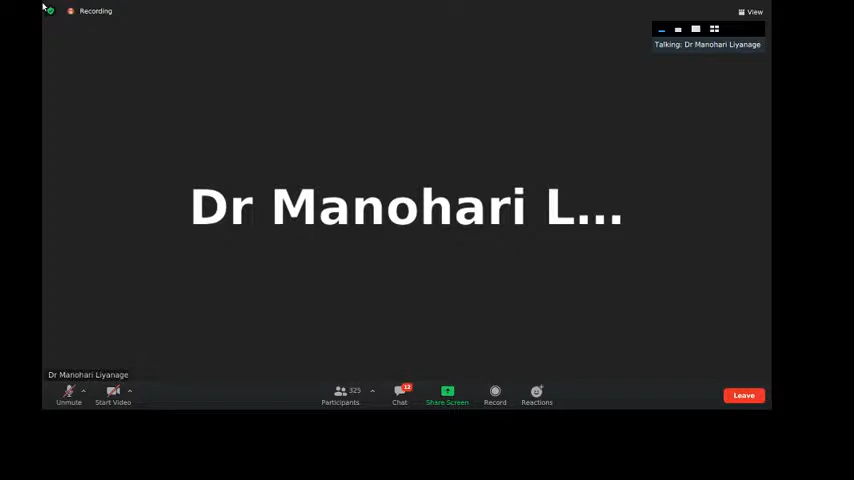 Recording
View
Talking: Dr Manohari Liyanage
Dr Manohari L...
Dr Manohari Liyanage
325
12
Unmute
Start Video
Participants
Chat
Share Screen
Record
Reactions
Leave